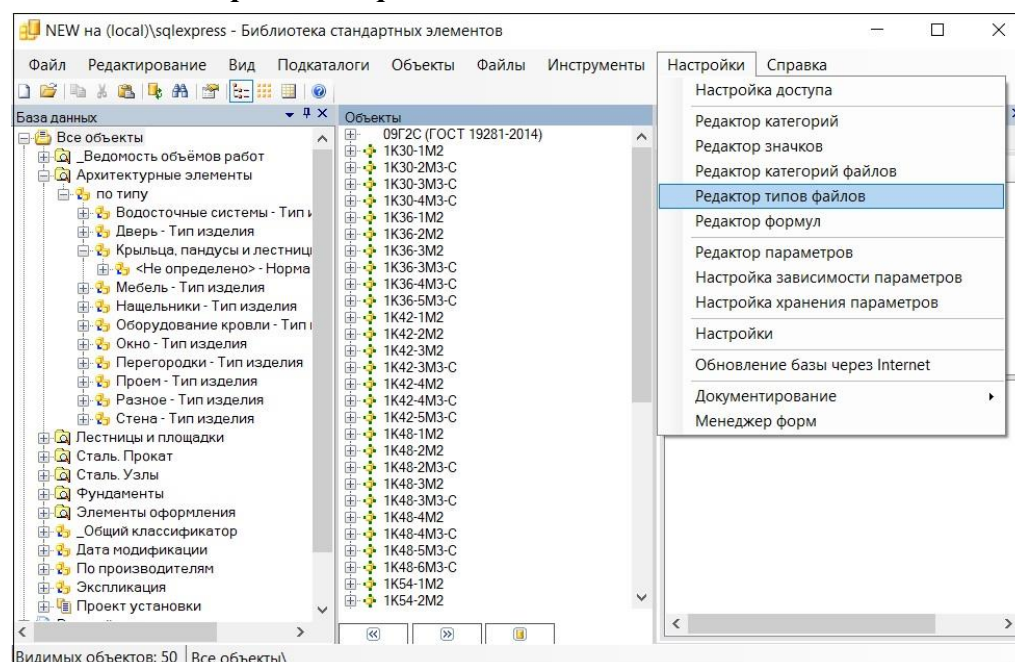 NEW на (local)\sqlexpress - Библиотека стандартных элементов
Файл Редактирование Вид Подкаталоги Объекты Файлы Инструменты Настройки Справка
База данных
Все объекты
_Ведомость объёмов работ
Архитектурные элементы
по типу
Водосточные системы - Тип и
Дверь - Тип изделия
Крыльца, пандусы и лестниц
<Не определено> - Норма
Мебель - Тип изделия
Нащельники - Тип изделия
Оборудование кровли - Тип
Окно - Тип изделия
Перегородки - Тип изделия
Проем - Тип изделия
Разное - Тип изделия
Стена - Тип изделия
Лестницы и площадки
Сталь. Прокат
Сталь. Узлы
Фундаменты
Элементы оформления
_Общий классификатор
Дата модификации
По производителям
Экспликация
Проект установки
Объекты
09Г2С (ГОСТ 19281-2014)
1К30-1М2
1К30-2М3-С
1К30-3М3-С
1К30-4М3-С
1К36-1М2
1К36-2М2
1К36-3М2
1К36-3М3-С
1К36-4М3-С
1К36-5М3-С
1К42-1М2
1К42-2М2
1К42-3М2
1К42-3М3-С
1К42-4М2
1К42-4М3-С
1К42-5М3-С
1К48-1М2
1К48-2М2
1К48-2М3-С
1К48-3М2
1К48-3М3-С
1К48-4М2
1К48-4М3-С
1К48-5М3-С
1К48-6М3-С
1К54-1М2
1К54-2М2
Настройка доступа
Редактор категорий
Редактор значков
Редактор категорий файлов
Редактор типов файлов
Редактор формул
Редактор параметров
Настройка зависимости параметров
Настройка хранения параметров
Настройки
Обновление базы через Internet
Документирование
Менеджер форм
Видимых объектов: 50 Все объекты\